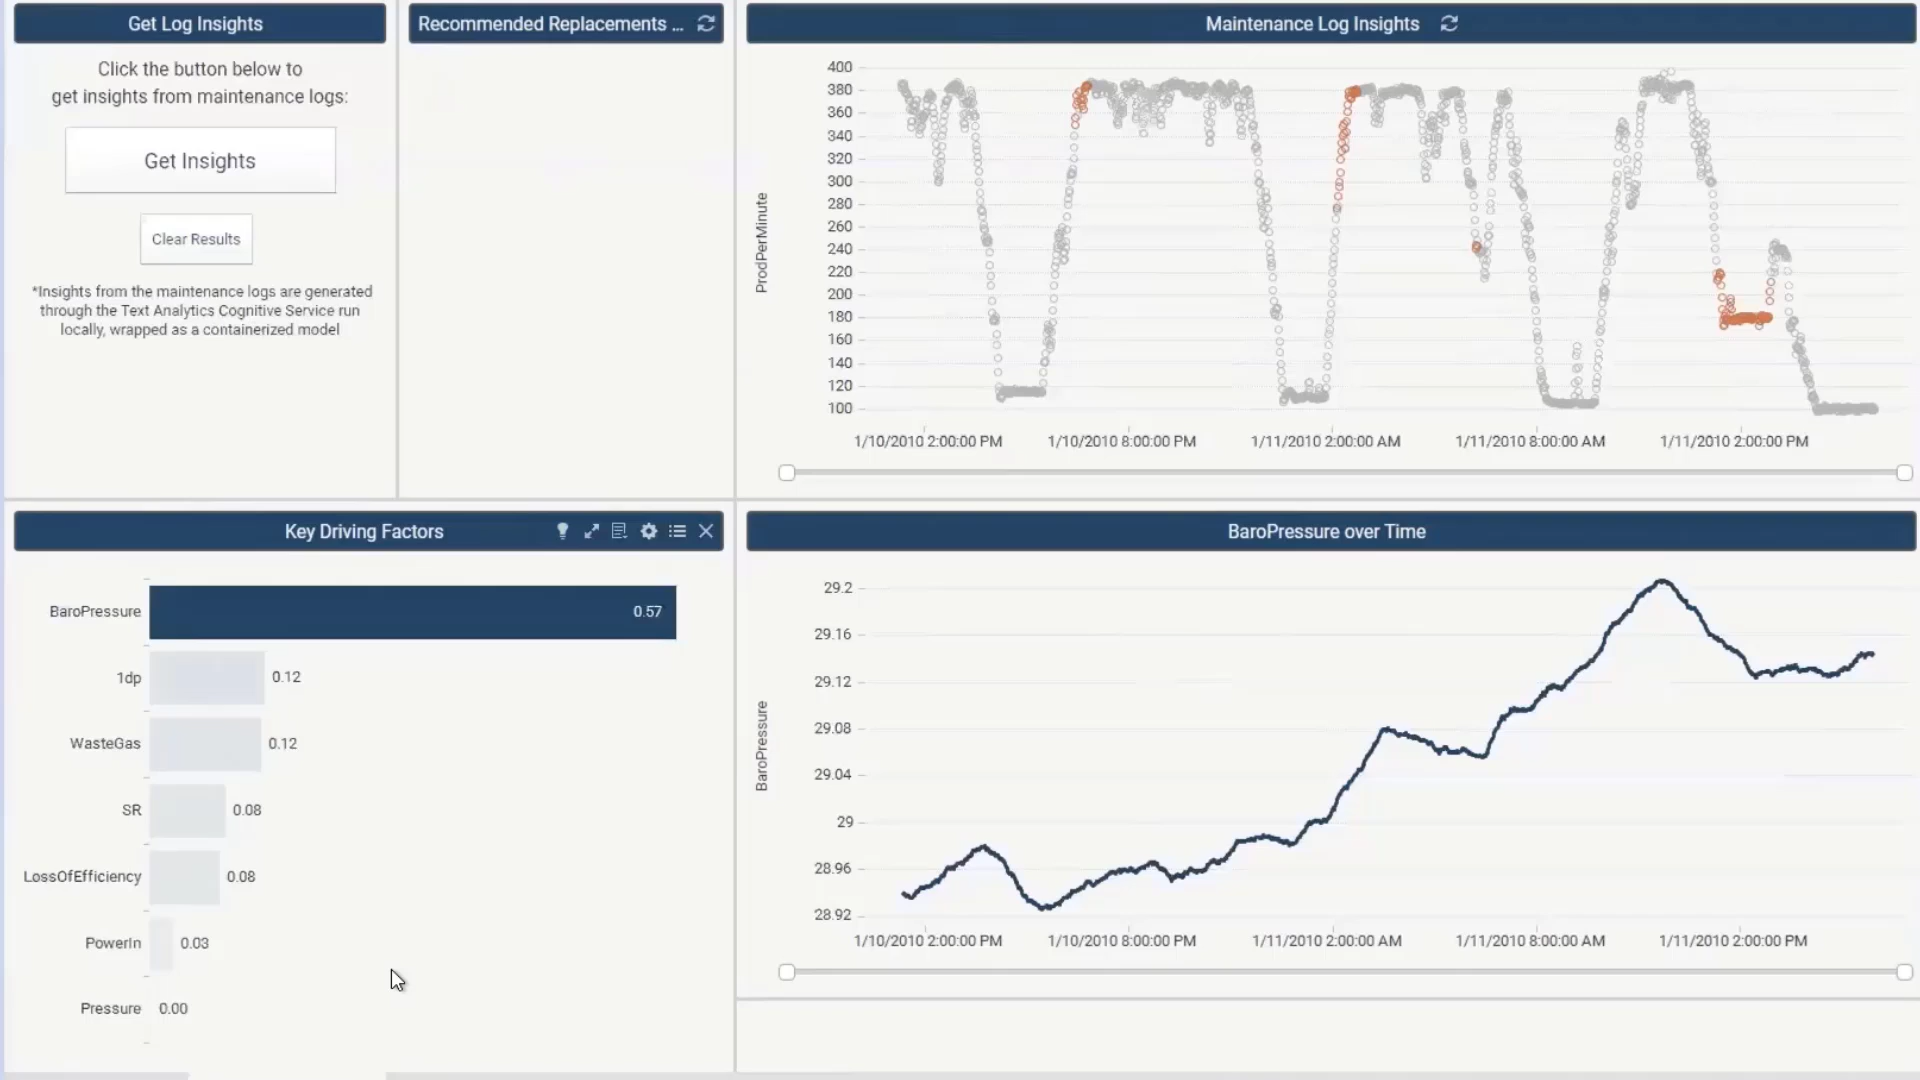 Get Log Insights
Click the button below to
get insights from maintenance logs:
Get Insights
Clear Results
*Insights from the maintenance logs are generated
through the Text Analytics Cognitive Service run
locally, wrapped as a containerized model
Recommended Replacements ...
Maintenance Log Insights
ProdPerMinute
400
380
360
340
320
300
280
260
240
220
200
180
160
140
120
100
1/10/2010 2:00:00 PM 1/10/2010 8:00:00 PM 1/11/2010 2:00:00 AM 1/11/2010 8:00:00 AM 1/11/2010 2:00:00 PM
Key Driving Factors
BaroPressure 0.57
1dp 0.12
WasteGas 0.12
SR 0.08
LossOfEfficiency 0.08
PowerIn 0.03
Pressure 0.00
BaroPressure over Time
BaroPressure
29.2
29.16
29.12
29.08
29.04
29
28.96
28.92
1/10/2010 2:00:00 PM 1/10/2010 8:00:00 PM 1/11/2010 2:00:00 AM 1/11/2010 8:00:00 AM 1/11/2010 2:00:00 PM